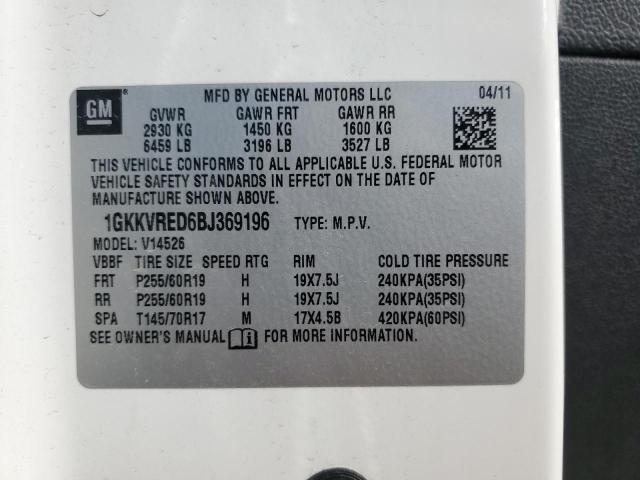 GM ® MFD BY GENERAL MOTORS LLC 04/11
GVWR GAWR FRT GAWR RR
2930 KG 1450 KG 1600 KG
6459 LB 3196 LB 3527 LB
THIS VEHICLE CONFORMS TO ALL APPLICABLE U.S. FEDERAL MOTOR
VEHICLE SAFETY STANDARDS IN EFFECT ON THE DATE OF
MANUFACTURE SHOWN ABOVE.
1GKKVRED6BJ369196 TYPE: M.P.V.
MODEL: V14526
VBBF TIRE SIZE SPEED RTG RIM COLD TIRE PRESSURE
FRT P255/60R19 H 19X7.5J 240KPA(35PSI)
RR P255/60R19 H 19X7.5J 240KPA(35PSI)
SPA T145/70R17 M 17X4.5B 420KPA(60PSI)
SEE OWNER'S MANUAL FOR MORE INFORMATION.